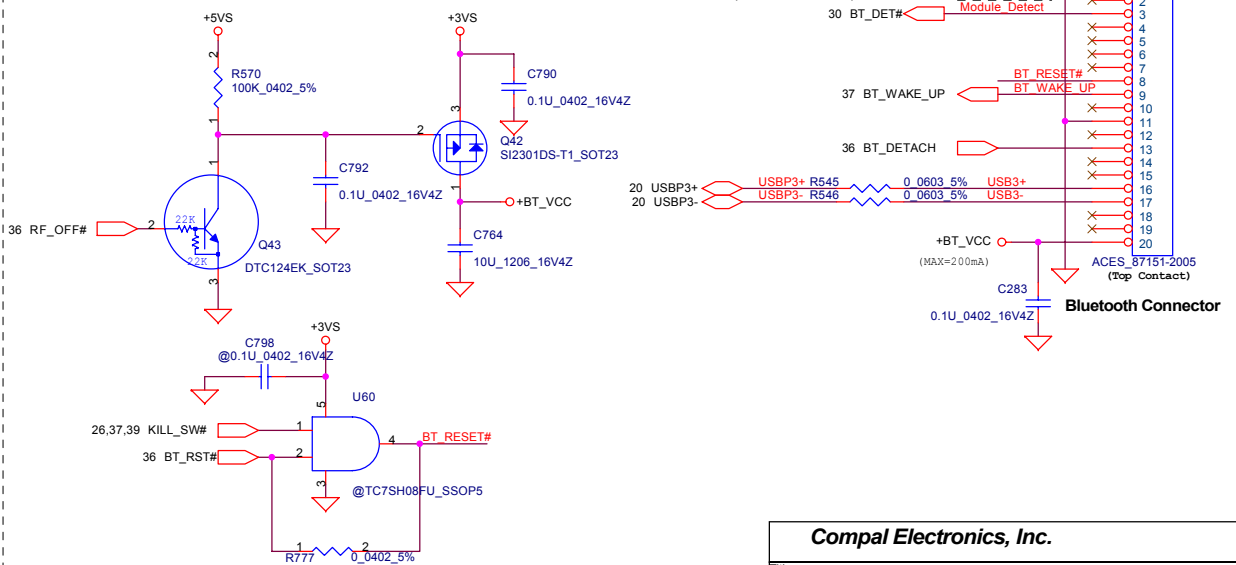 +5VS
2
R570
100K_0402_5%
1
+3VS
C790
0.1U_0402_16V4Z
3
2
Q42
SI2301DS-T1_SOT23
1
C792
0.1U_0402_16V4Z
+BT_VCC
C764
10U_1206_16V4Z
1
36 RF_OFF#
2
22K
22K
Q43
DTC124EK_SOT23
3
+3VS
C798
@0.1U_0402_16V4Z
5
U60
26,37,39 KILL_SW#
1
36 BT_RST#
2
4
BT_RESET#
3
@TC7SH08FU_SSOP5
1
2
R777
0_0402_5%
30 BT_DET#
Module_Detect
BT_RESET#
37 BT_WAKE_UP
BT_WAKE_UP
36 BT_DETACH
20 USBP3+
USBP3+ R545
0_0603_5%
USB3+
20 USBP3-
USBP3- R546
0_0603_5%
USB3-
+BT_VCC
(MAX=200mA)
C283
0.1U_0402_16V4Z
2
3
4
5
6
7
8
9
10
11
12
13
14
15
16
17
18
19
20
ACES_87151-2005
(Top Contact)
Bluetooth Connector
Compal Electronics, Inc.